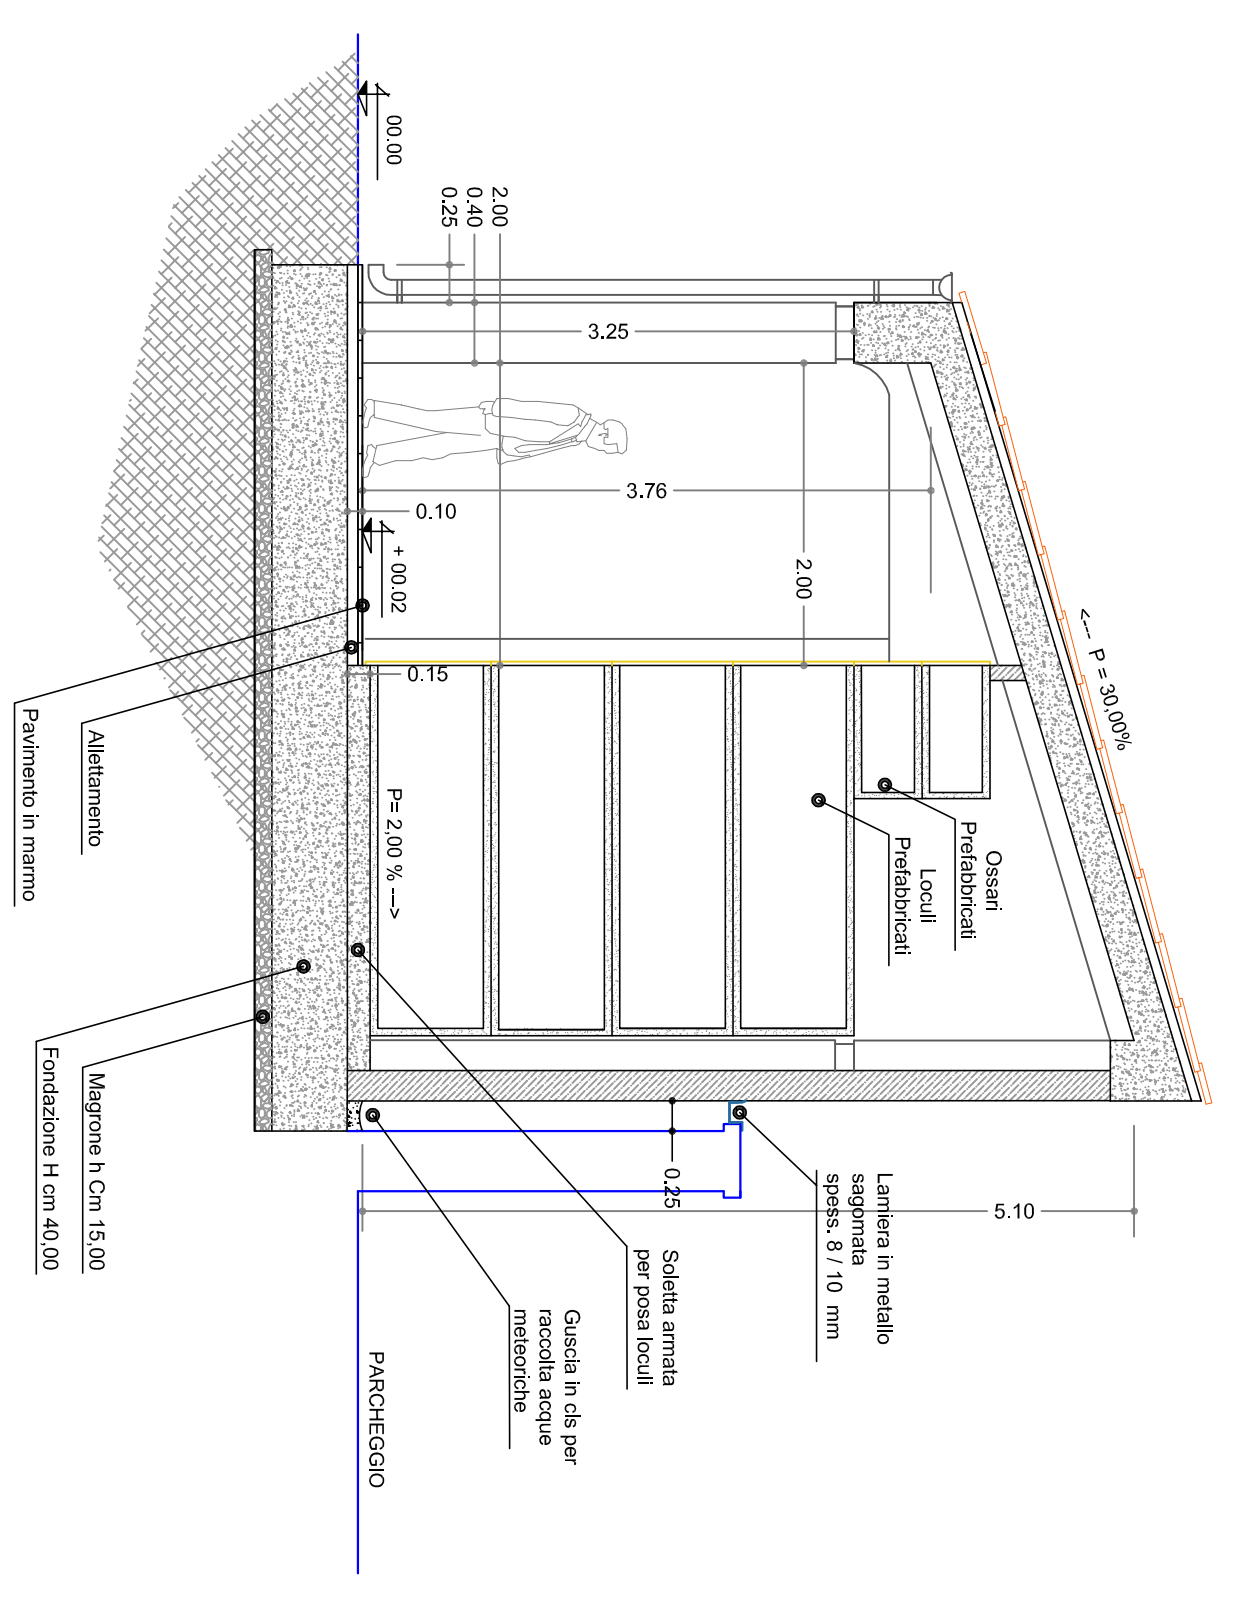 <--- P = 30,00%
Ossari
Prefabbricati
Loculi
Prefabbricati
2.00
3.25
3.76
2.00
0.40
0.25
00.00
0.10
+ 00.02
0.15
P= 2,00 % --->
Lamiera in metallo
sagomata
spess. 8 / 10 mm
5.10
0.25
Soletta armata
per posa loculi
Guscia in cls per
raccolta acque
meteoriche
PARCHEGGIO
Allettamento
Pavimento in marmo
Magrone h Cm 15,00
Fondazione H cm 40,00